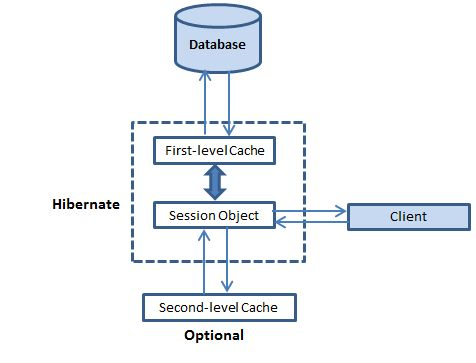 Database
First-level Cache
Hibernate
Session Object
Client
Second-level Cache
Optional